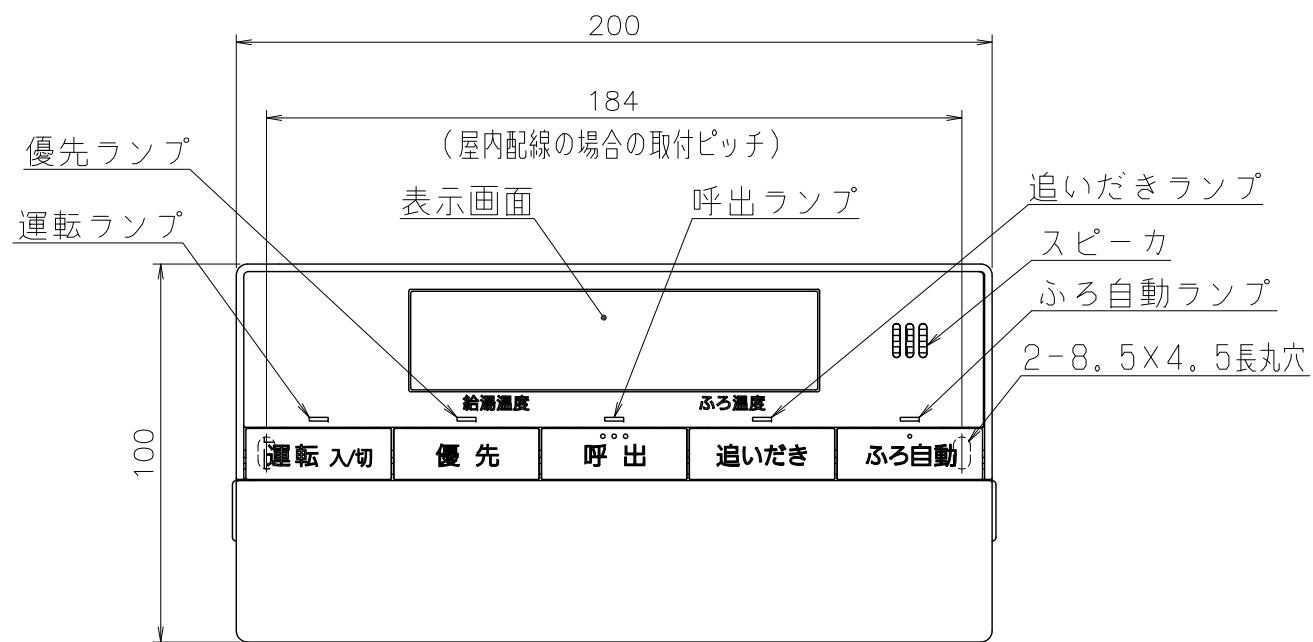 200
184
(屋内配線の場合の取付ピッチ)
優先ランプ
運転ランプ
表示画面
呼出ランプ
追いだきランプ
スピーカ
ふろ自動ランプ
2-8.5×4.5長丸穴
100
給湯温度
ふろ温度
運転 入/切
優先
呼出
追いだき
ふろ自動